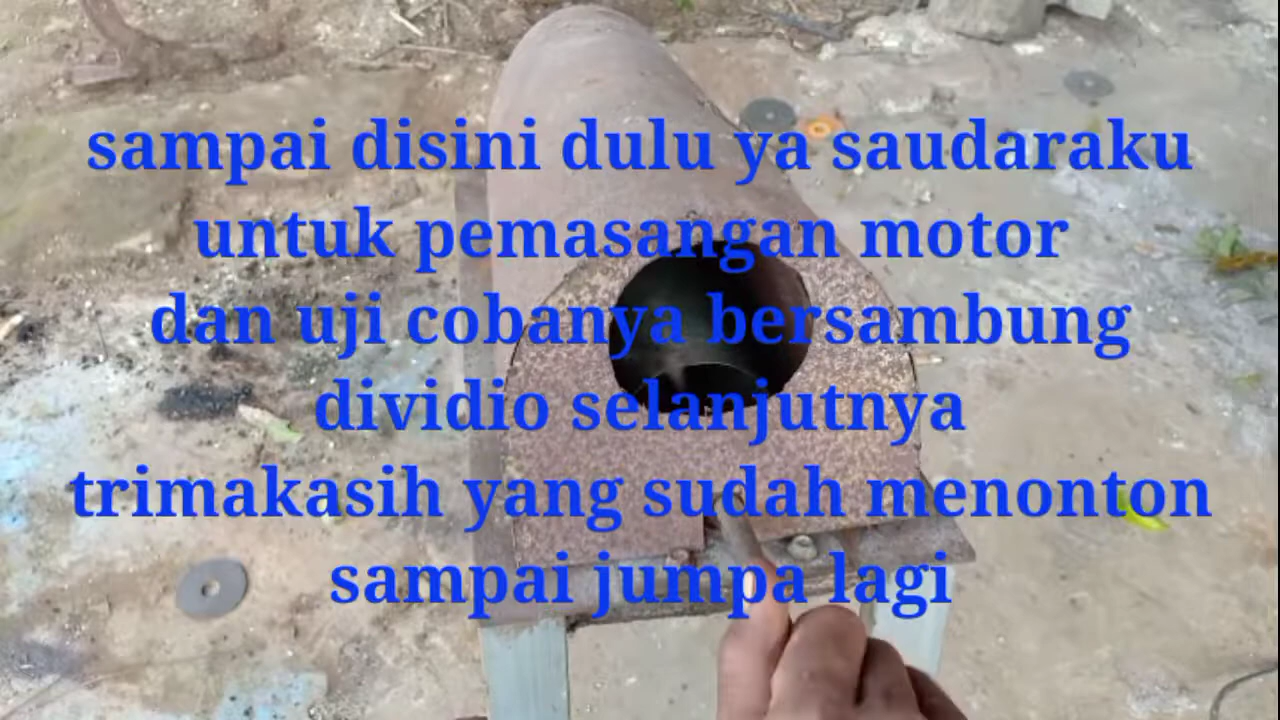 sampai disini dulu ya saudaraku
untuk pemasangan motor
dan uji cobanya bersambung
dividio selanjutnya
trimakasih yang sudah menonton
sampai jumpa lagi